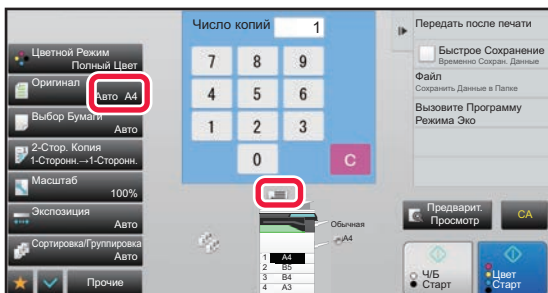 Число копий 1
Цветной Режим
Полный Цвет
Оригинал
Авто A4
Выбор Бумаги
Авто
2-Стор. Копия
1-Сторонн.→1-Сторонн.
Масштаб
100%
Экспозиция
Авто
Сортировка/Группировка
Авто
Прочие
7 8 9
4 5 6
1 2 3
0 C
Обычная
A4
1 A4
2 B5
3 B4
4 A3
Передать после печати
Быстрое Сохранение
Временно Сохран. Данные
Файл
Сохранить Данные в Папке
Вызовите Программу
Режима Эко
Предварит.
Просмотр
CA
Ч/Б
Старт
Цвет
Старт